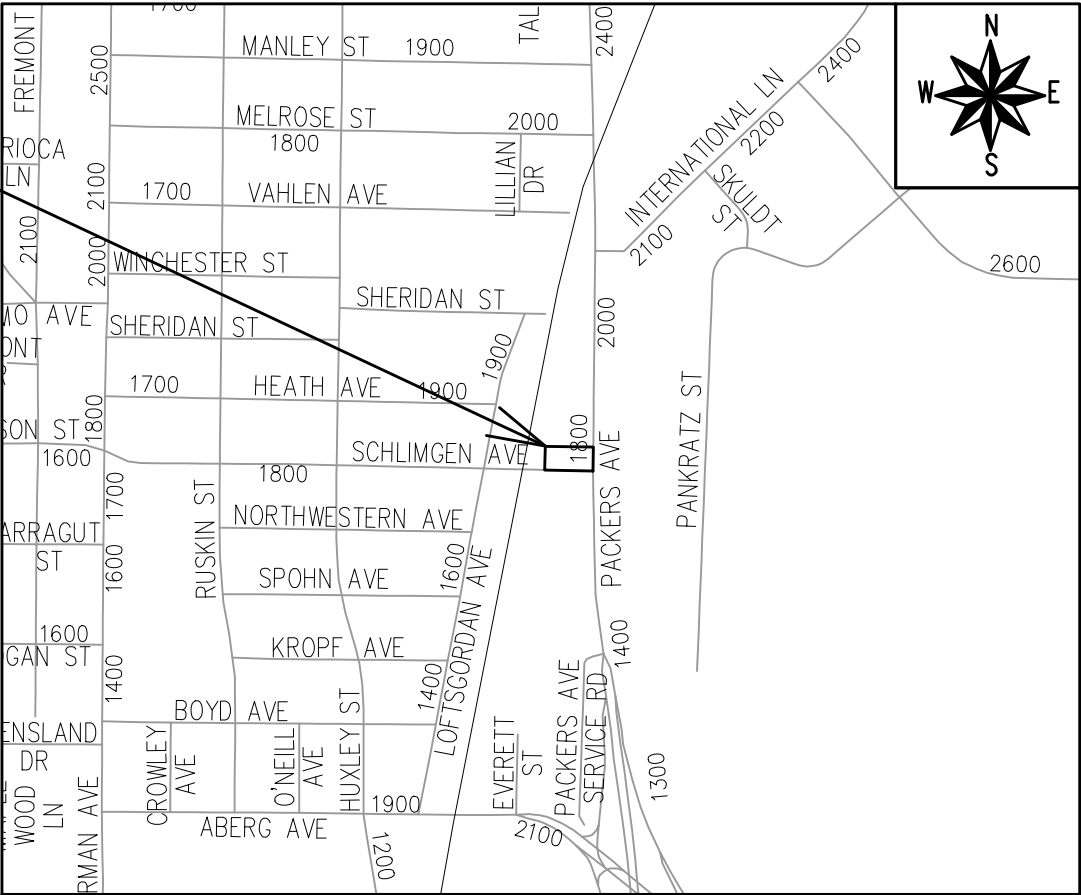 1700
FREMONT
2500
MANLEY ST
1900
TAL
2400
INTERNATIONAL LN
2400
N
W
E
S
MELROSE ST
1800
2000
2200
RIOCA
LN
2100
1700
VAHLEN AVE
LILLIAN
DR
SKULDT
ST
2100
2100
2000
WINCHESTER ST
2600
SHERIDAN ST
2000
MO AVE
SHERIDAN ST
ONT
1900
1700
HEATH AVE
1900
PANKRATZ ST
SON ST
1800
1600
SCHLIMGEN AVE
1800
1800
PACKERS AVE
1700
RUSKIN ST
NORTHWESTERN AVE
ARRAGUT
ST
1600
SPOHN AVE
1600
LOFTSGORDAN AVE
1600
GAN ST
KROPF AVE
1400
1400
1400
BOYD AVE
HUXLEY ST
PACKERS AVE
SERVICE RD
ENSLAND
DR
CROWLEY
AVE
O'NEILL
AVE
EVERETT
ST
1300
WOOD
LN
RMAN AVE
1900
ABERG AVE
2100
1200